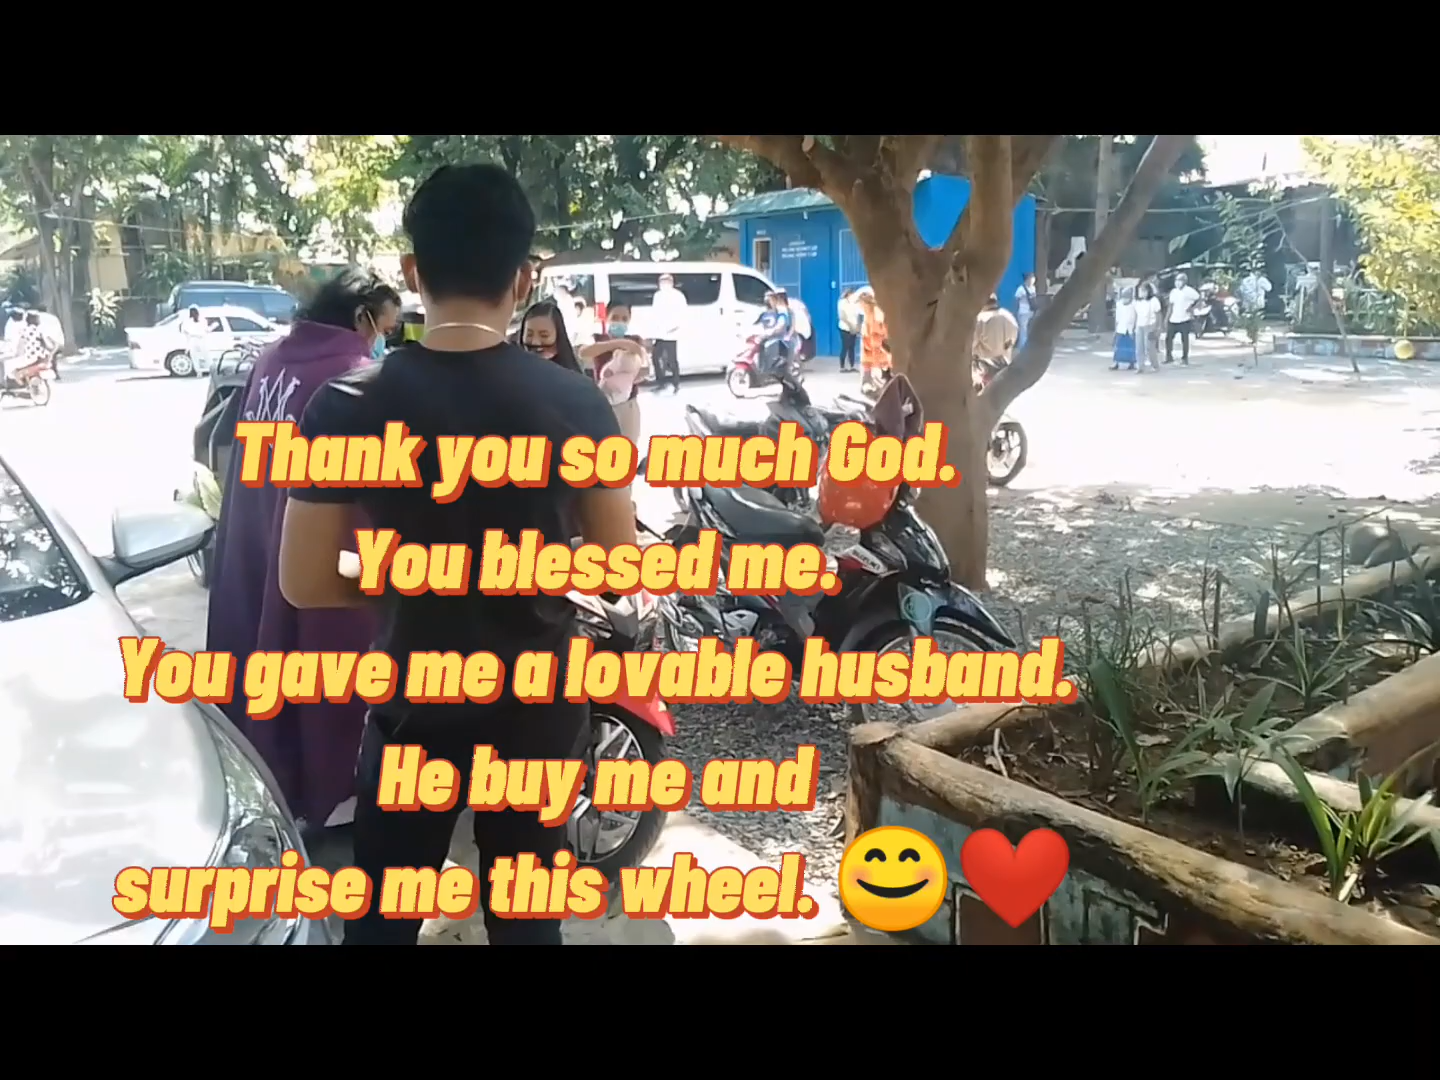 Thank you so much God.
You blessed me.
You gave me a lovable husband.
He buy me and
surprise me this wheel. 😊❤️